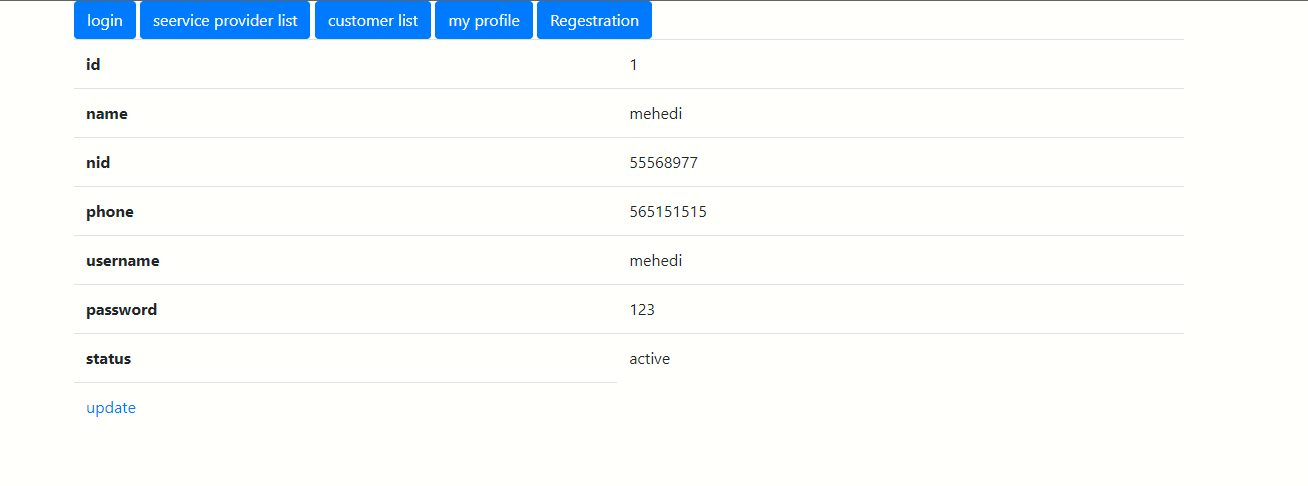 login seervice provider list customer list my profile Regestration
id 1
name mehedi
nid 55568977
phone 565151515
username mehedi
password 123
status active
update